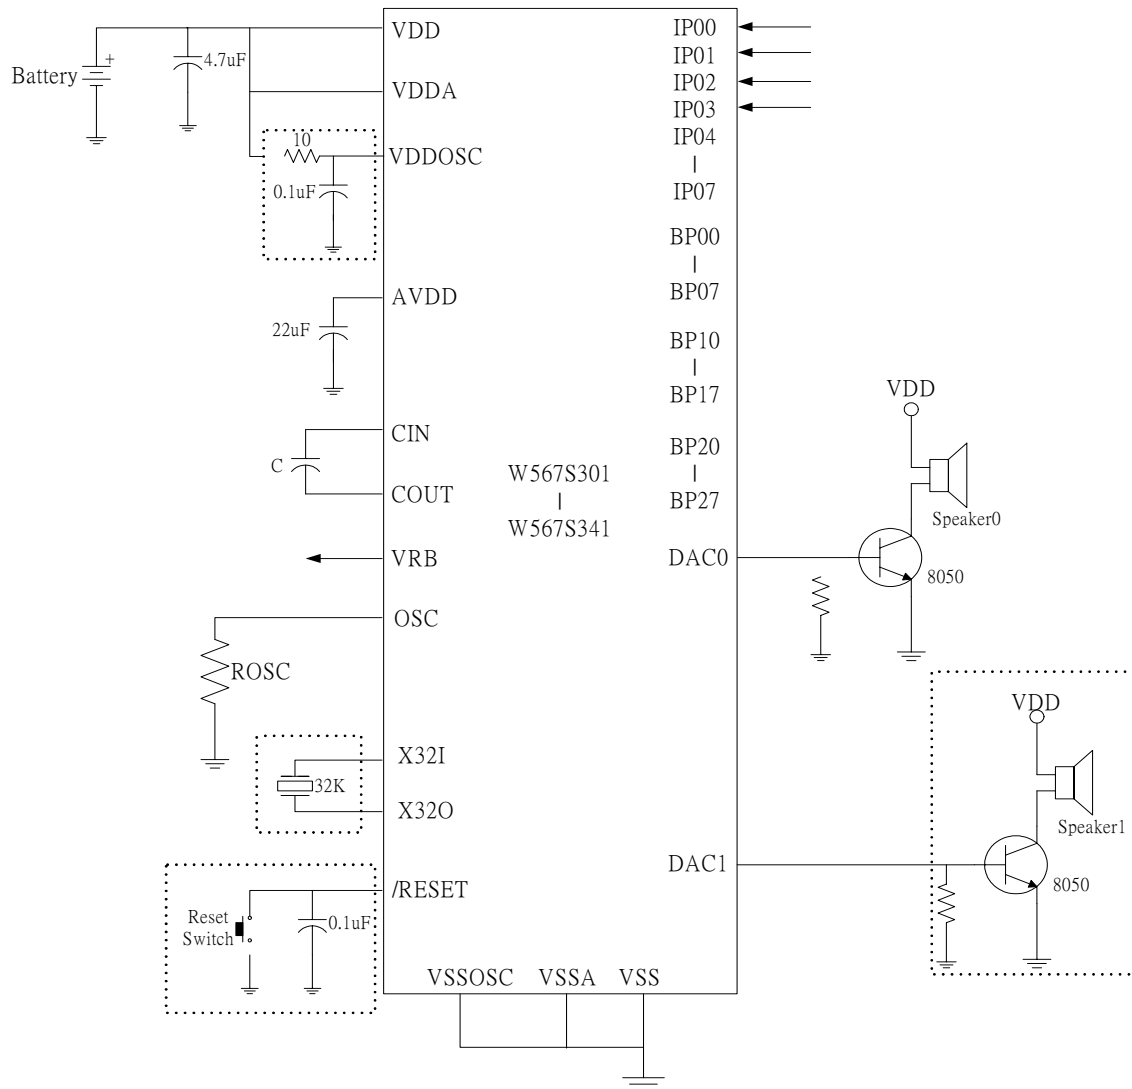 VDD
IP00
4.7uF
IP01
Battery
+
VDDA
IP02
IP03
10
IP04
VDDOSC
|
0.1uF
IP07
BP00
|
AVDD
BP07
22uF
BP10
|
BP17
VDD
CIN
BP20
C
W567S301
|
COUT
|
BP27
W567S341
Speaker0
VRB
DAC0
8050
OSC
ROSC
VDD
X32I
32K
X32O
Speaker1
DAC1
/RESET
8050
Reset
Switch
0.1uF
VSSOSC VSSA VSS